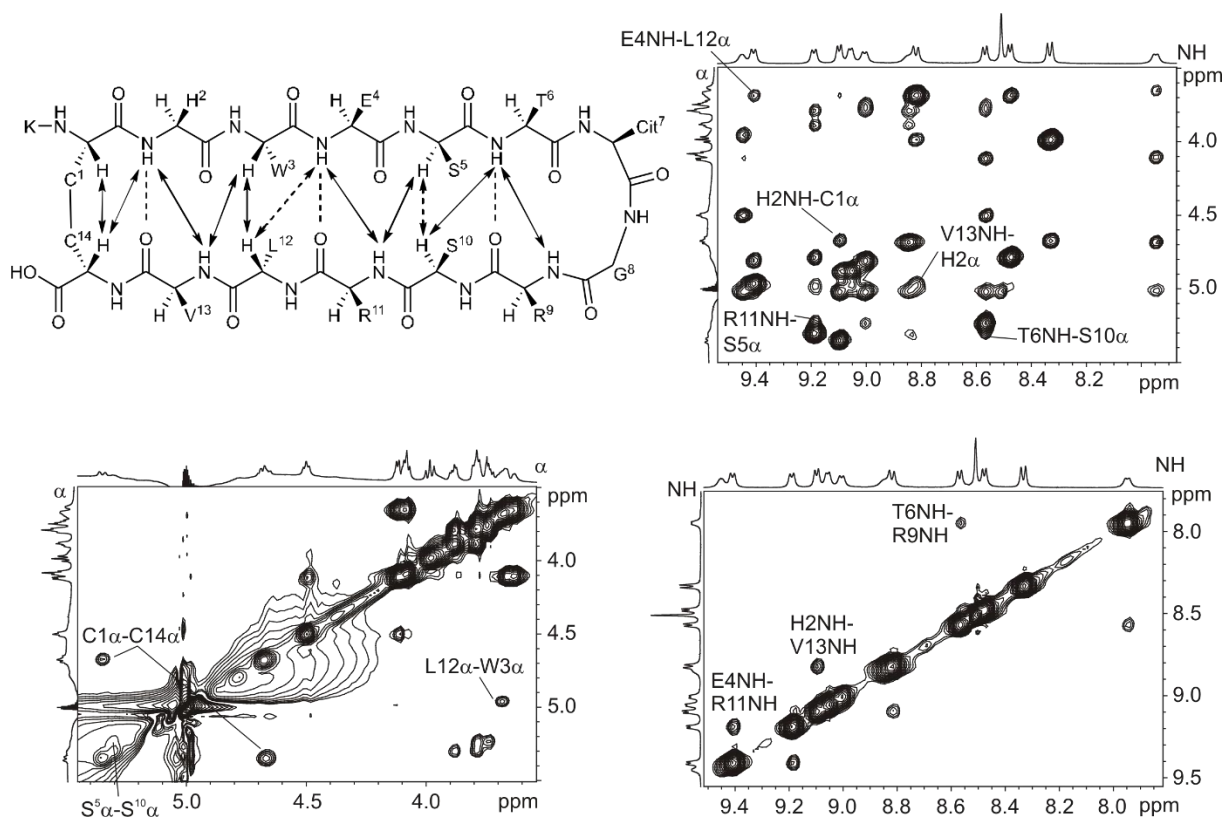 O H H² O H E⁴ O H T⁶ H
K–N H N N N N N Cit⁷
H H O H W³ H O H S⁵ H O O
C¹ NH
C¹⁴ H O H H L¹² O H H S¹⁰ O H G⁸
HO N N N N N N
O H O H V¹³ H O H R¹¹ H O H R⁹ H O
E4NH-L12α
NH
α
ppm
4.0
H2NH-C1α
4.5
V13NH-
H2α
5.0
R11NH-
S5α
T6NH-S10α
9.4 9.2 9.0 8.8 8.6 8.4 8.2
ppm
α
α
ppm
4.0
C1α-C14α
4.5
L12α-W3α
5.0
S⁵α-S¹⁰α
5.0 4.5 4.0 ppm
NH
NH
ppm
T6NH-
R9NH
8.0
H2NH-
V13NH
8.5
E4NH-
R11NH
9.0
9.5
9.4 9.2 9.0 8.8 8.6 8.4 8.2 8.0 ppm